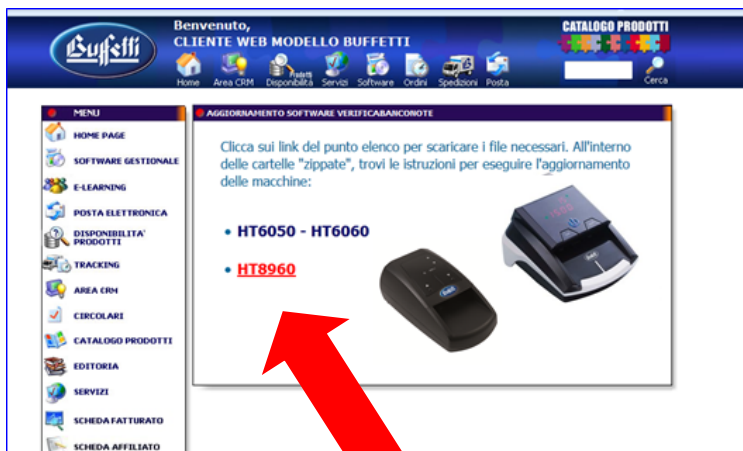 Buffetti
Benvenuto,
CLIENTE WEB MODELLO BUFFETTI
CATALOGO PRODOTTI
Home Area CRM Disponibilità Prodotti Servizi Software Ordini Spedizioni Posta
Cerca
MENU
HOME PAGE
SOFTWARE GESTIONALE
E-LEARNING
POSTA ELETTRONICA
DISPONIBILITA'
PRODOTTI
TRACKING
AREA CRM
CIRCOLARI
CATALOGO PRODOTTI
EDITORIA
SERVIZI
SCHEDA FATTURATO
SCHEDA AFFILIATO
AGGIORNAMENTO SOFTWARE VERIFICABANCONOTE
Clicca sui link del punto elenco per scaricare i file necessari. All'interno
delle cartelle "zippate", trovi le istruzioni per eseguire l'aggiornamento
delle macchine:
• HT6050 - HT6060
• HT8960